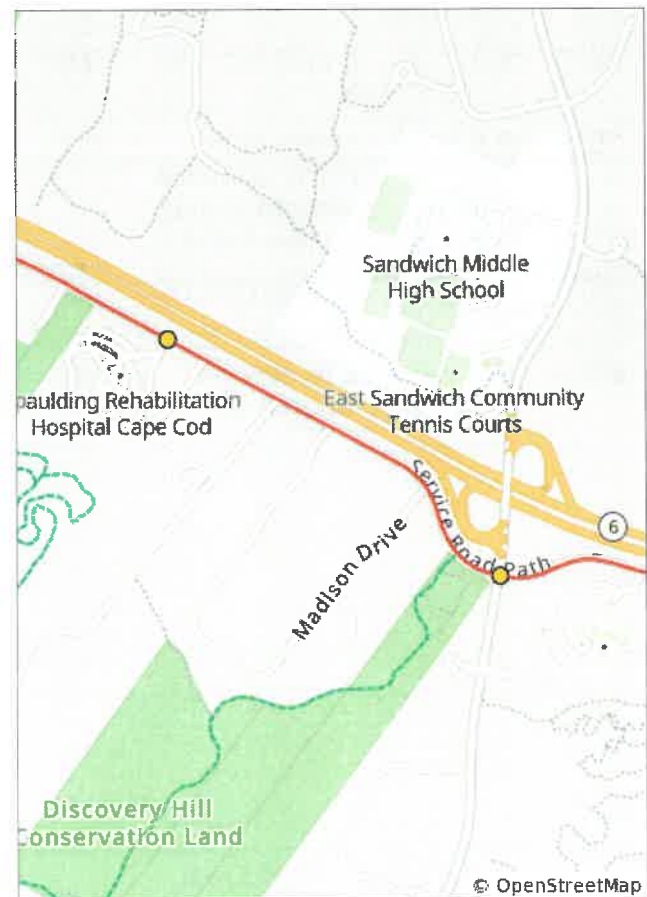 Sandwich Middle
High School
paulding Rehabilitation
Hospital Cape Cod
East Sandwich Community
Tennis Courts
Service Road Path
6
Madison Drive
Discovery Hill
Conservation Land
© OpenStreetMap